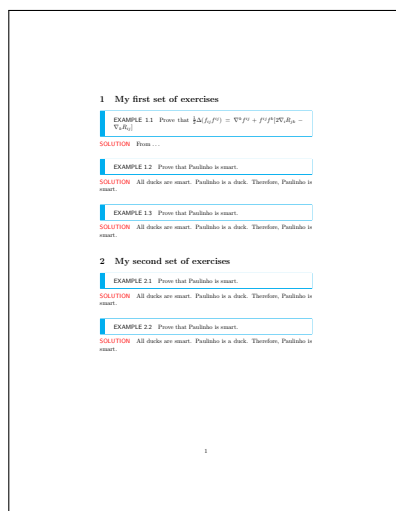 1 My first set of exercises
EXAMPLE 1.1 Prove that ½Δ(f_{ij}f^{ij}) = ∇^k f^{ij} + f^{ij}f^{jk}[2∇_i R_{jk} −
∇_k R_{ij}]
SOLUTION From ...
EXAMPLE 1.2 Prove that Paulinho is smart.
SOLUTION All ducks are smart. Paulinho is a duck. Therefore, Paulinho is
smart.
EXAMPLE 1.3 Prove that Paulinho is smart.
SOLUTION All ducks are smart. Paulinho is a duck. Therefore, Paulinho is
smart.
2 My second set of exercises
EXAMPLE 2.1 Prove that Paulinho is smart.
SOLUTION All ducks are smart. Paulinho is a duck. Therefore, Paulinho is
smart.
EXAMPLE 2.2 Prove that Paulinho is smart.
SOLUTION All ducks are smart. Paulinho is a duck. Therefore, Paulinho is
smart.
1